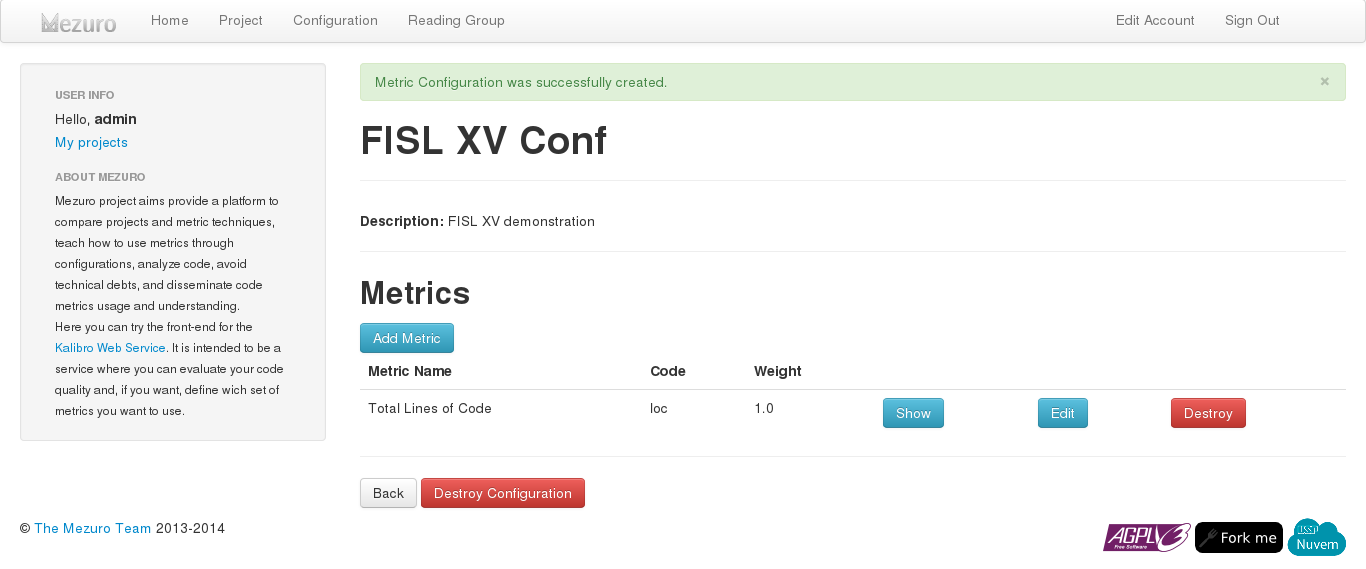 Mezuro Home Project Configuration Reading Group Edit Account Sign Out
USER INFO
Hello, admin
My projects
ABOUT MEZURO
Mezuro project aims provide a platform to
compare projects and metric techniques,
teach how to use metrics through
configurations, analyze code, avoid
technical debts, and disseminate code
metrics usage and understanding.
Here you can try the front-end for the
Kalibro Web Service. It is intended to be a
service where you can evaluate your code
quality and, if you want, define wich set of
metrics you want to use.
Metric Configuration was successfully created. ×
FISL XV Conf
Description: FISL XV demonstration
Metrics
Add Metric
Metric Name Code Weight
Total Lines of Code loc 1.0 Show Edit Destroy
Back Destroy Configuration
© The Mezuro Team 2013-2014
AGPLv3
Free Software
Fork me
Nuvem